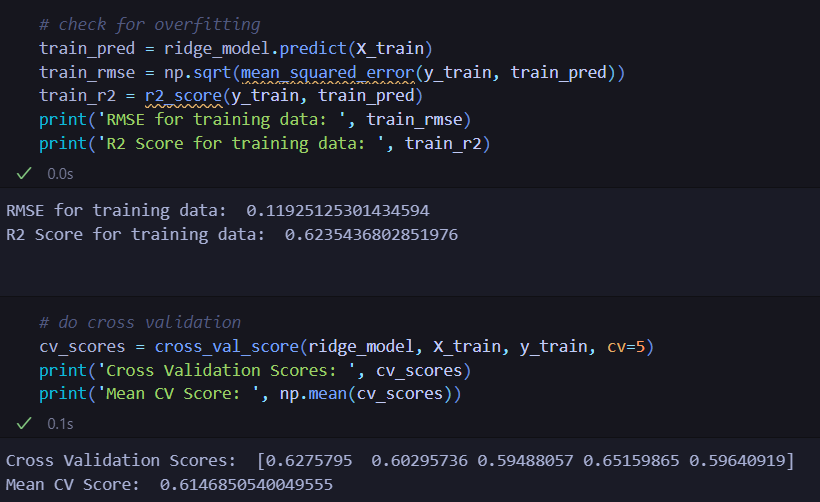 # check for overfitting
train_pred = ridge_model.predict(X_train)
train_rmse = np.sqrt(mean_squared_error(y_train, train_pred))
train_r2 = r2_score(y_train, train_pred)
print('RMSE for training data: ', train_rmse)
print('R2 Score for training data: ', train_r2)
0.0s
RMSE for training data:  0.11925125301434594
R2 Score for training data:  0.6235436802851976
# do cross validation
cv_scores = cross_val_score(ridge_model, X_train, y_train, cv=5)
print('Cross Validation Scores: ', cv_scores)
print('Mean CV Score: ', np.mean(cv_scores))
0.1s
Cross Validation Scores:  [0.6275795  0.60295736 0.59488057 0.65159865 0.59640919]
Mean CV Score:  0.6146850540049555